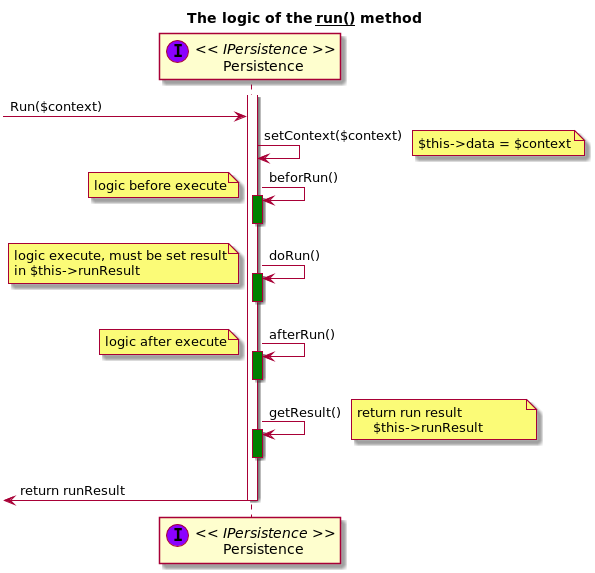 The logic of the run() method
I << IPersistence >>
Persistence
Run($context)
setContext($context)
$this->data = $context
beforRun()
logic before execute
doRun()
logic execute, must be set result
in $this->runResult
afterRun()
logic after execute
getResult()
return run result
$this->runResult
return runResult
I << IPersistence >>
Persistence